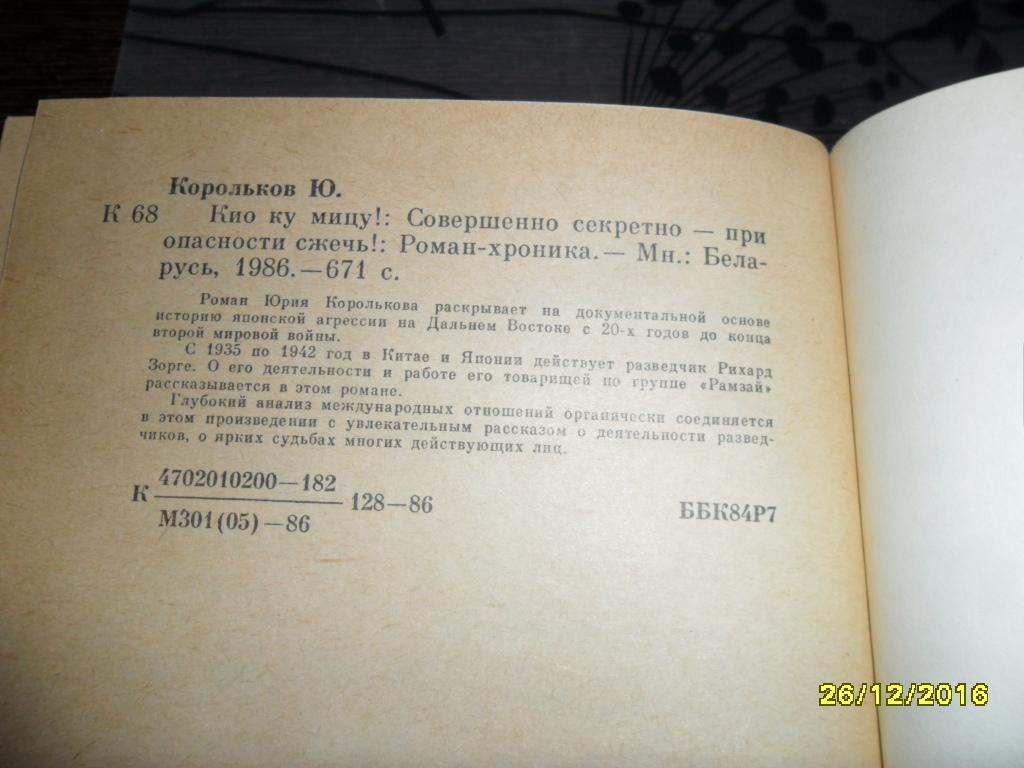 Корольков Ю.
К 68 Кио ку мицу!: Совершенно секретно — при
опасности сжечь!: Роман-хроника.— Мн.: Бела-
русь, 1986.—671 с.
Роман Юрия Королькова раскрывает на документальной основе
историю японской агрессии на Дальнем Востоке с 20-х годов до конца
второй мировой войны.
С 1935 по 1942 год в Китае и Японии действует разведчик Рихард
Зорге. О его деятельности и работе его товарищей по группе «Рамзай»
рассказывается в этом романе.
Глубокий анализ международных отношений органически соединяется
в этом произведении с увлекательным рассказом о деятельности развед-
чиков, о ярких судьбах многих действующих лиц.
4702010200—182
К 128—86
М301(05)—86
ББК84Р7
26/12/2016